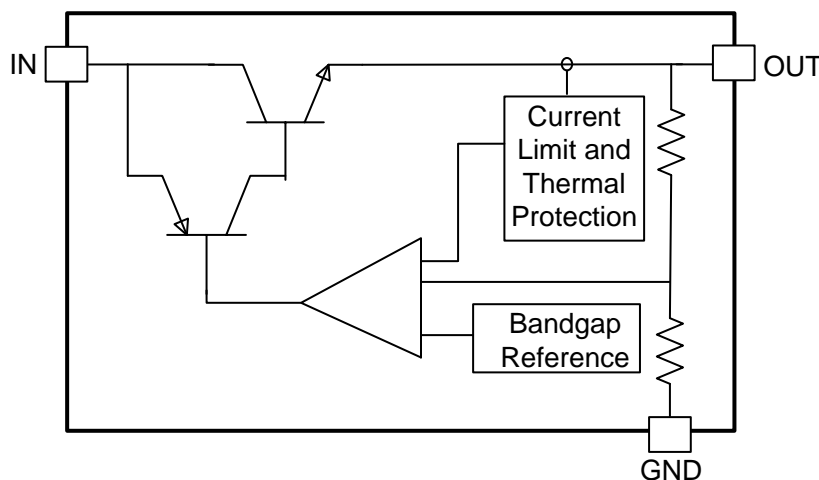 IN
OUT
Current
Limit and
Thermal
Protection
Bandgap
Reference
GND